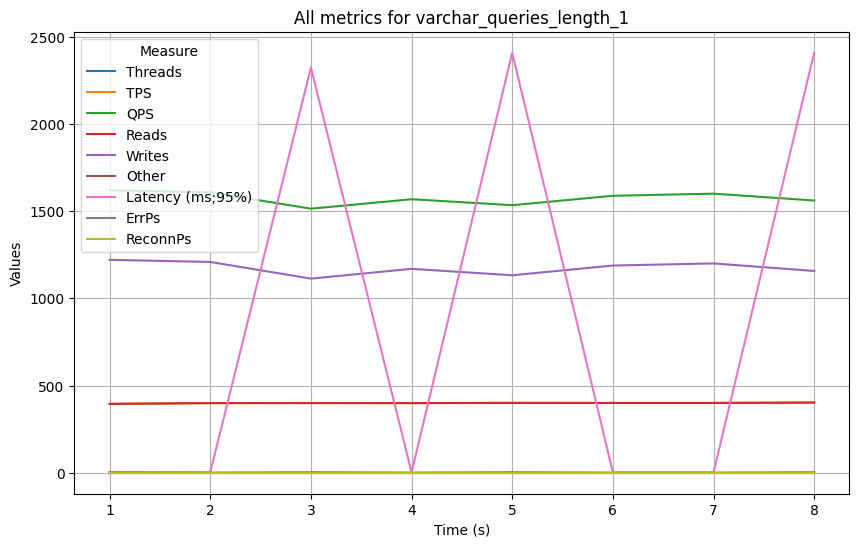 All metrics for varchar_queries_length_1
2500
2000
1500
1000
500
0
Values
Measure
Threads
TPS
QPS
Reads
Writes
Other
Latency (ms;95%)
ErrPs
ReconnPs
1 2 3 4 5 6 7 8
Time (s)